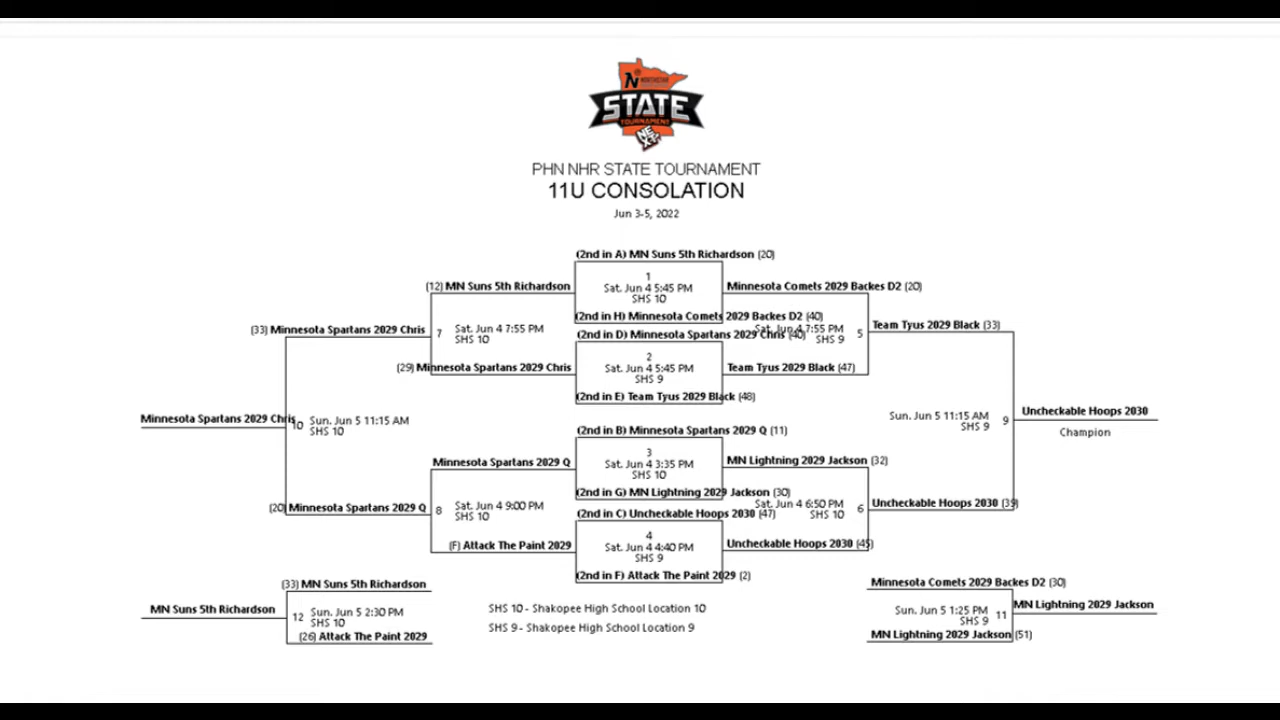 N NORTHSTAR
STATE
TOURNAMENT
PHN NHR STATE TOURNAMENT
11U CONSOLATION
Jun 3-5, 2022
(2nd in A) MN Suns 5th Richardson (20)
1
Sat. Jun 4 5:45 PM
SHS 10
(2nd in H) Minnesota Comets 2029 Backes D2 (40)
(2nd in D) Minnesota Spartans 2029 Chris (40)
2
Sat. Jun 4 5:45 PM
SHS 9
(2nd in E) Team Tyus 2029 Black (48)
(2nd in B) Minnesota Spartans 2029 Q (11)
3
Sat. Jun 4 3:35 PM
SHS 10
(2nd in G) MN Lightning 2029 Jackson (30)
(2nd in C) Uncheckable Hoops 2030 (47)
4
Sat. Jun 4 4:40 PM
SHS 9
(2nd in F) Attack The Paint 2029 (2)
(12) MN Suns 5th Richardson
7 Sat. Jun 4 7:55 PM
SHS 10
(29) Minnesota Spartans 2029 Chris
Minnesota Spartans 2029 Q
8 Sat. Jun 4 9:00 PM
SHS 10
(F) Attack The Paint 2029
(33) Minnesota Spartans 2029 Chris
10 Sun. Jun 5 11:15 AM
SHS 10
(20) Minnesota Spartans 2029 Q
Minnesota Spartans 2029 Chris
Minnesota Comets 2029 Backes D2 (20)
Sat. Jun 4 7:55 PM 5
SHS 9
Team Tyus 2029 Black (47)
MN Lightning 2029 Jackson (32)
Sat. Jun 4 6:50 PM 6
SHS 10
Uncheckable Hoops 2030 (45)
Team Tyus 2029 Black (33)
Sun. Jun 5 11:15 AM 9
SHS 9
Uncheckable Hoops 2030 (39)
Uncheckable Hoops 2030
Champion
(33) MN Suns 5th Richardson
MN Suns 5th Richardson
12 Sun. Jun 5 2:30 PM
SHS 10
(26) Attack The Paint 2029
SHS 10 - Shakopee High School Location 10
SHS 9 - Shakopee High School Location 9
Minnesota Comets 2029 Backes D2 (30)
Sun. Jun 5 1:25 PM 11
SHS 9
MN Lightning 2029 Jackson
MN Lightning 2029 Jackson (51)